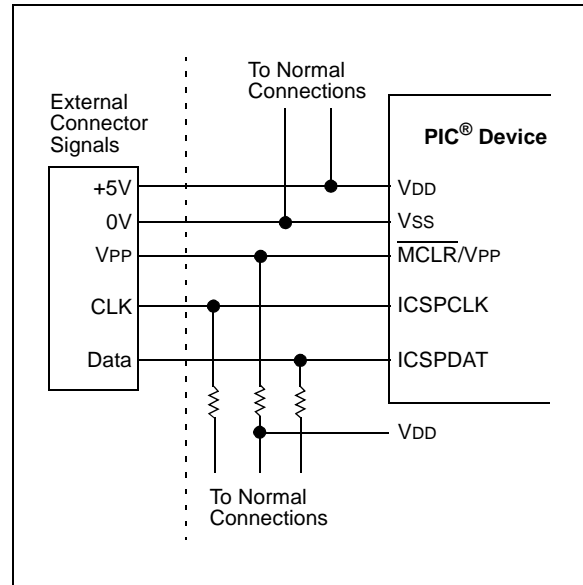 To Normal
Connections
External
Connector
Signals
PIC® Device
+5V
VDD
0V
VSS
VPP
MCLR/VPP
CLK
ICSPCLK
Data
ICSPDAT
VDD
To Normal
Connections